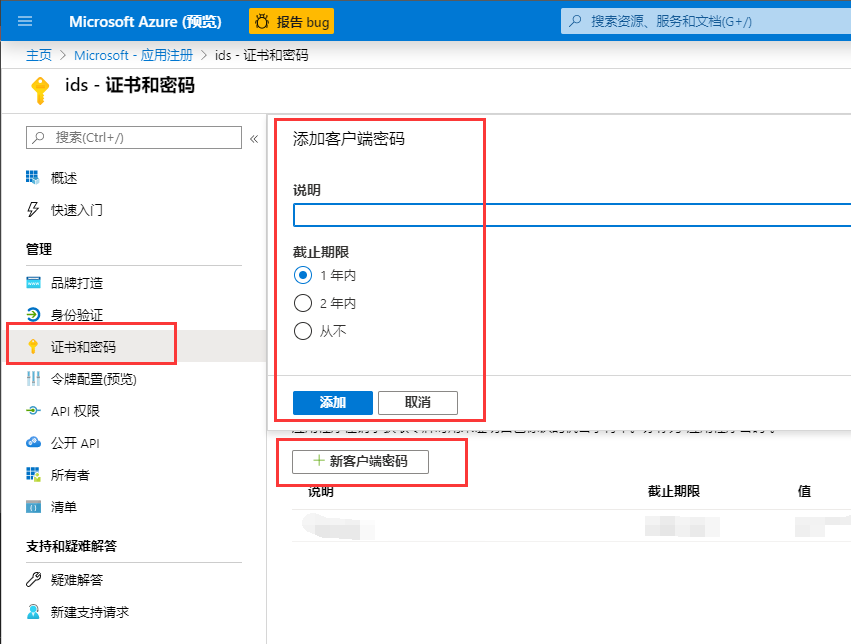 Microsoft Azure (预览)
报告 bug
搜索资源、服务和文档(G+/)
主页 > Microsoft - 应用注册 > ids - 证书和密码
ids - 证书和密码
搜索(Ctrl+/)
«
概述
快速入门
管理
品牌打造
身份验证
证书和密码
令牌配置(预览)
API 权限
公开 API
所有者
清单
支持和疑难解答
疑难解答
新建支持请求
添加客户端密码
说明
截止期限
1 年内
2 年内
从不
添加 取消
+ 新客户端密码
说明 截止期限 值